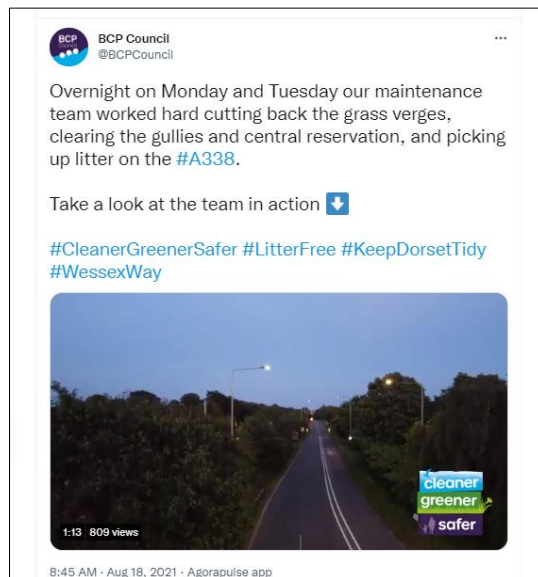 BCP
Council
BCP Council
@BCPCouncil
...
Overnight on Monday and Tuesday our maintenance
team worked hard cutting back the grass verges,
clearing the gullies and central reservation, and picking
up litter on the #A338.
Take a look at the team in action ⬇️
#CleanerGreenerSafer #LitterFree #KeepDorsetTidy
#WessexWay
cleaner
greener
safer
1:13 809 views
8:45 AM · Aug 18, 2021 · Agorapulse app